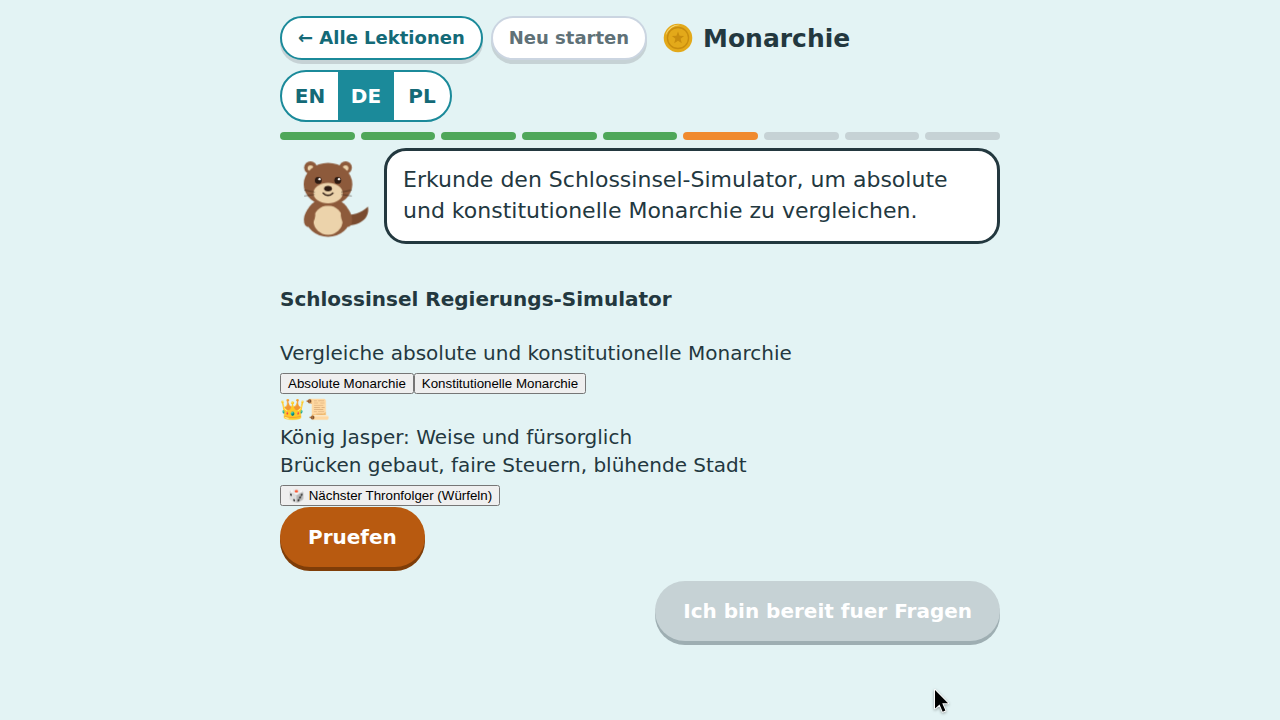 ← Alle Lektionen
Neu starten
Monarchie
EN
DE
PL
Erkunde den Schlossinsel-Simulator, um absolute
und konstitutionelle Monarchie zu vergleichen.
Schlossinsel Regierungs-Simulator
Vergleiche absolute und konstitutionelle Monarchie
Absolute Monarchie
Konstitutionelle Monarchie
👑📜
König Jasper: Weise und fürsorglich
Brücken gebaut, faire Steuern, blühende Stadt
🎲 Nächster Thronfolger (Würfeln)
Pruefen
Ich bin bereit fuer Fragen